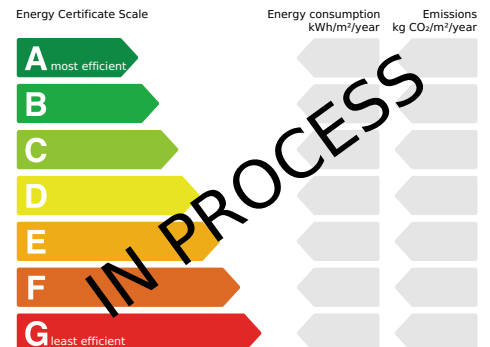 Energy Certificate Scale
Energy consumption
kWh/m²/year
Emissions
kg CO₂/m²/year
A most efficient
B
C
D
E
F
G least efficient
IN PROCESS